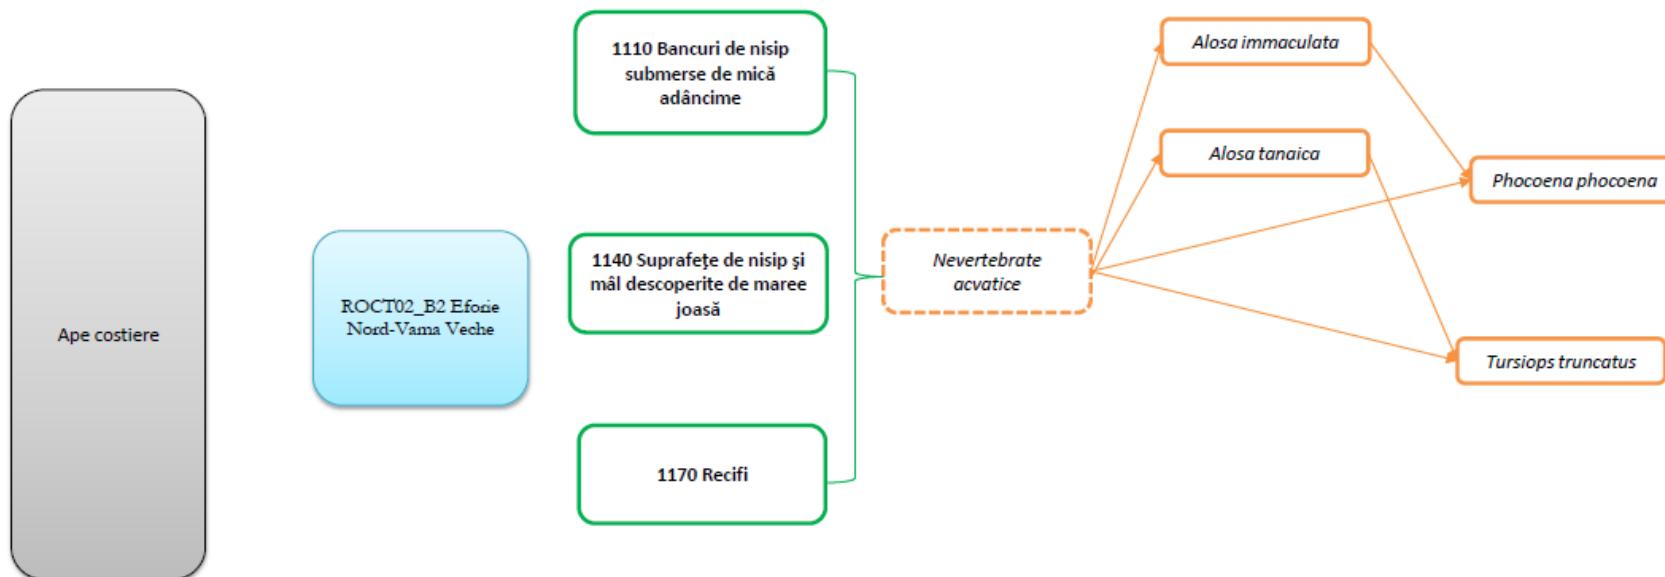 Ape costiere
ROCT02_B2 Eforie
Nord-Vama Veche
1110 Bancuri de nisip
submerse de mică
adâncime
1140 Suprafețe de nisip şi
mâl descoperite de maree
joasă
1170 Recifi
Nevertebrate
acvatice
Alosa immaculata
Alosa tanaica
Phocoena phocoena
Tursiops truncatus